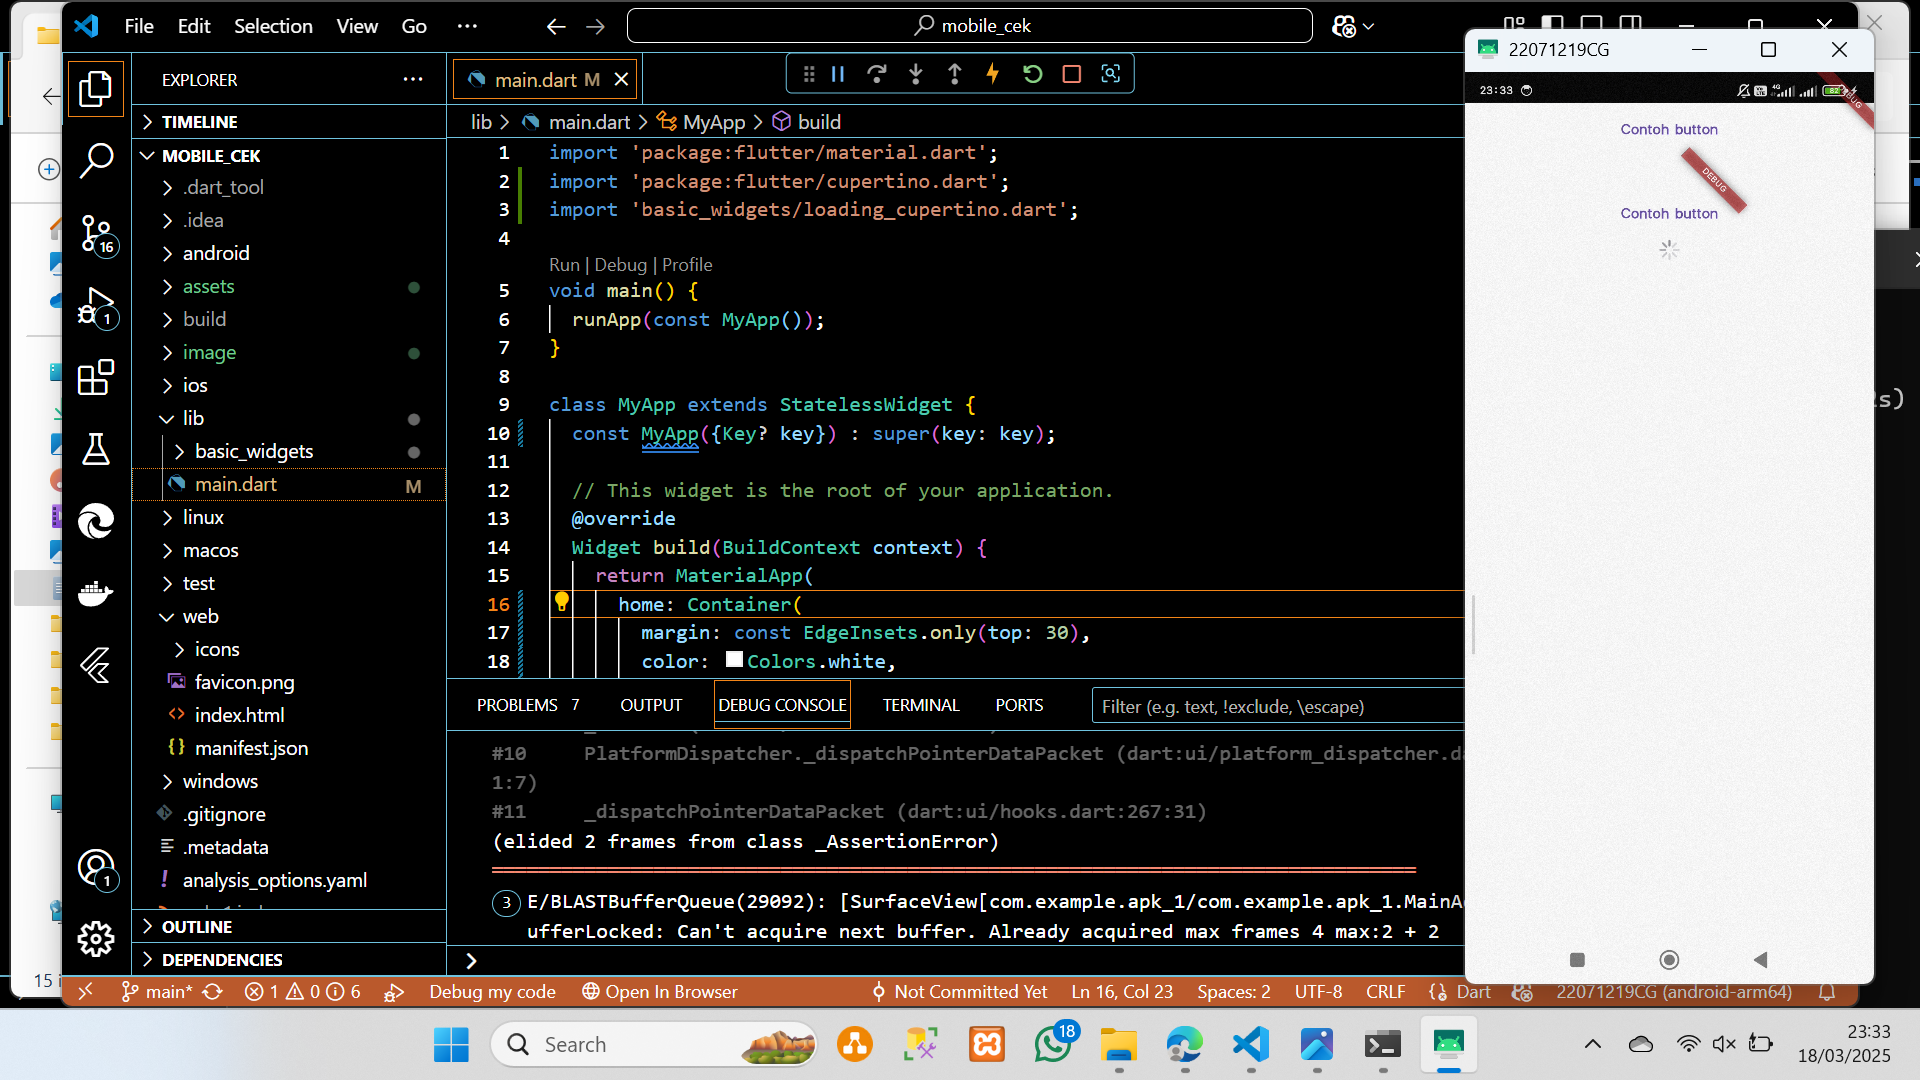 File Edit Selection View Go ··· mobile_cek
EXPLORER
TIMELINE
MOBILE_CEK
.dart_tool
.idea
android
assets
build
image
ios
lib
basic_widgets
main.dart M
linux
macos
test
web
icons
favicon.png
index.html
manifest.json
windows
.gitignore
.metadata
analysis_options.yaml
OUTLINE
DEPENDENCIES
16
1
1
main.dart M
lib > main.dart > MyApp > build
1 import 'package:flutter/material.dart';
2 import 'package:flutter/cupertino.dart';
3 import 'basic_widgets/loading_cupertino.dart';
4
Run | Debug | Profile
5 void main() {
6 runApp(const MyApp());
7 }
8
9 class MyApp extends StatelessWidget {
10 const MyApp({Key? key}) : super(key: key);
11
12 // This widget is the root of your application.
13 @override
14 Widget build(BuildContext context) {
15 return MaterialApp(
16 home: Container(
17 margin: const EdgeInsets.only(top: 30),
18 color: Colors.white,
PROBLEMS 7 OUTPUT DEBUG CONSOLE TERMINAL PORTS Filter (e.g. text, !exclude, \escape)
#10 PlatformDispatcher._dispatchPointerDataPacket (dart:ui/platform_dispatcher.da
1:7)
#11 _dispatchPointerDataPacket (dart:ui/hooks.dart:267:31)
(elided 2 frames from class _AssertionError)
3 E/BLASTBufferQueue(29092): [SurfaceView[com.example.apk_1/com.example.apk_1.MainA
ufferLocked: Can't acquire next buffer. Already acquired max frames 4 max:2 + 2
>
main* 1 0 6 Debug my code Open In Browser Not Committed Yet Ln 16, Col 23 Spaces: 2 UTF-8 CRLF Dart 22071219CG (android-arm64)
22071219CG
23:33 82
DEBUG
Contoh button
DEBUG
Contoh button
s)
15
Search
18
23:33
18/03/2025